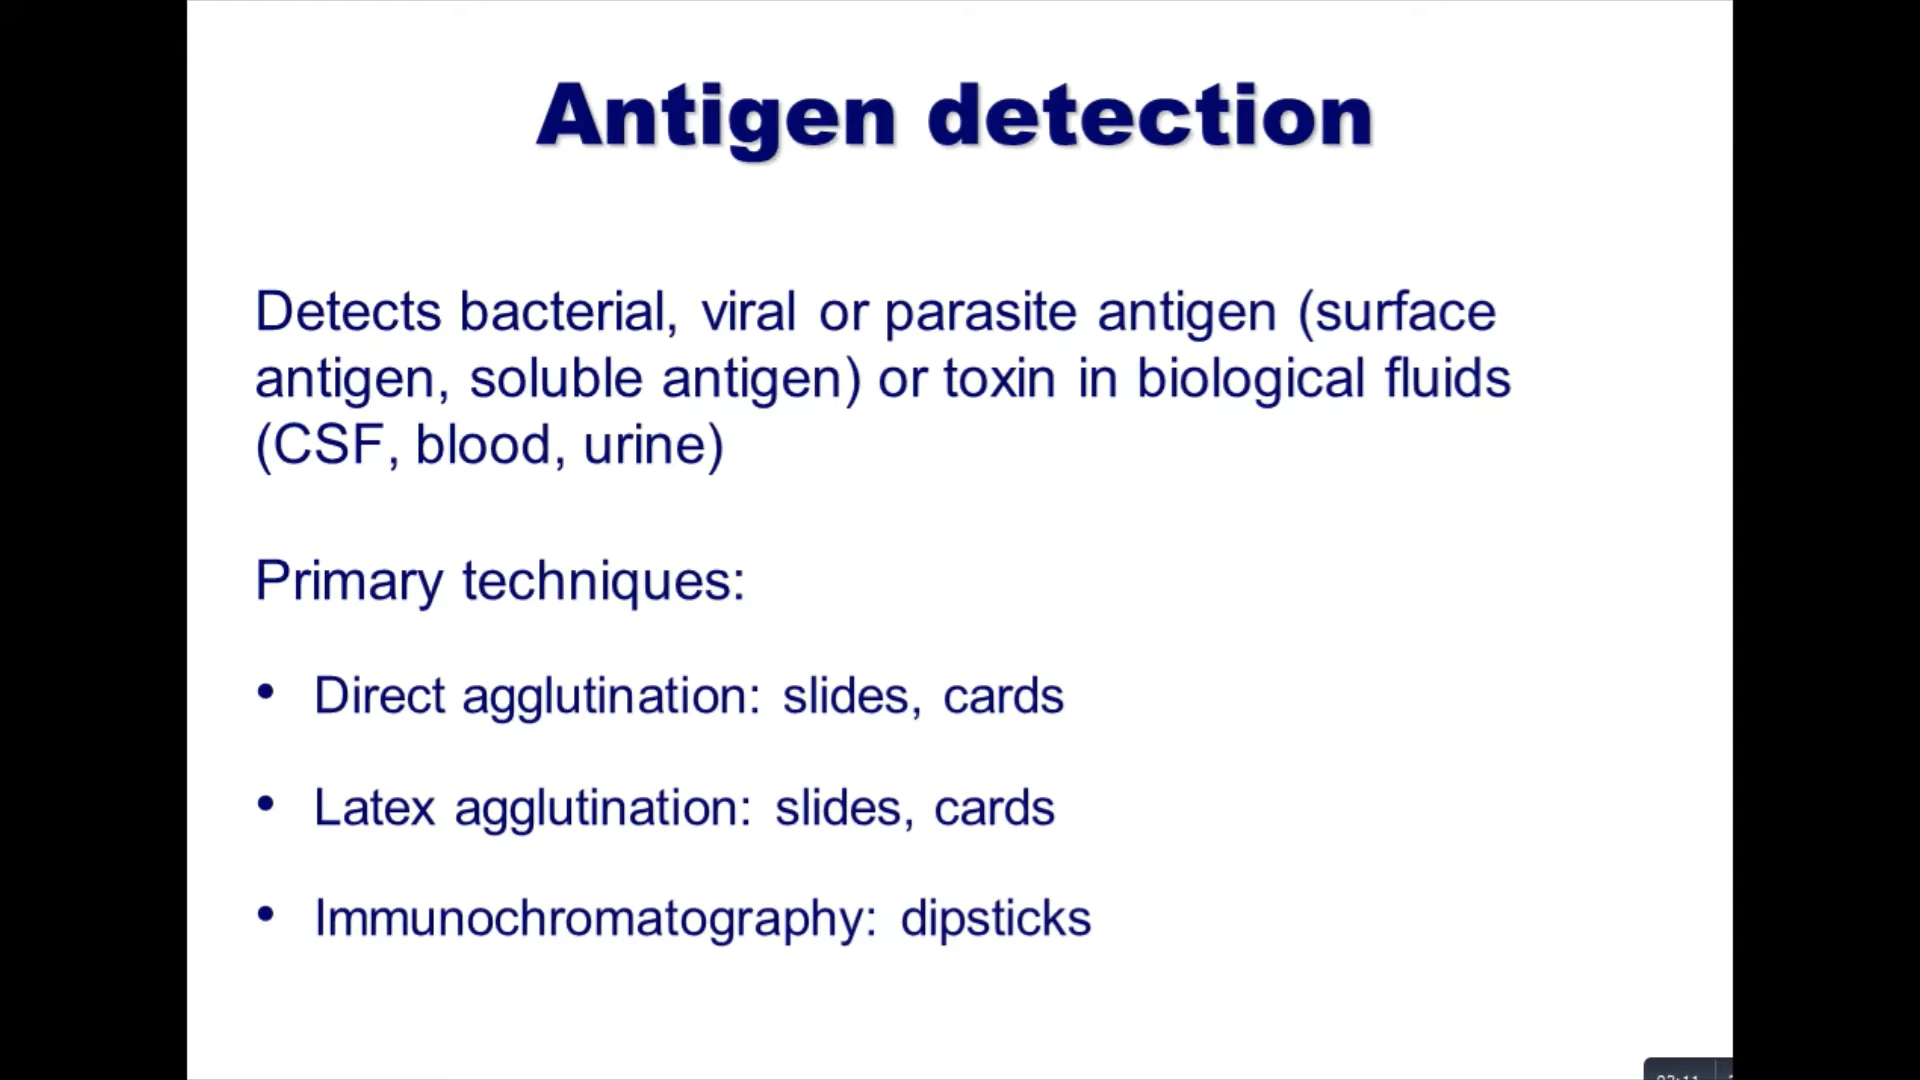 Antigen detection
Detects bacterial, viral or parasite antigen (surface
antigen, soluble antigen) or toxin in biological fluids
(CSF, blood, urine)
Primary techniques:
• Direct agglutination: slides, cards
• Latex agglutination: slides, cards
• Immunochromatography: dipsticks